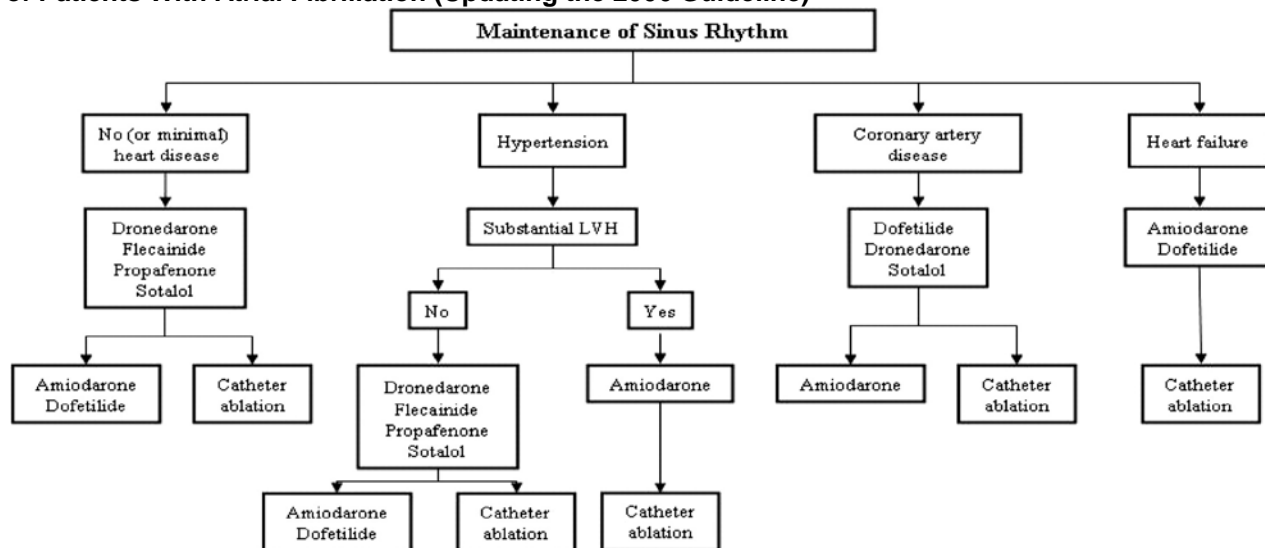 Maintenance of Sinus Rhythm
No (or minimal)
heart disease
Hypertension
Coronary artery
disease
Heart failure
Dronedarone
Flecainide
Propafenone
Sotalol
Substantial LVH
Dofetilide
Dronedarone
Sotalol
Amiodarone
Dofetilide
No
Yes
Amiodarone
Dofetilide
Catheter
ablation
Dronedarone
Flecainide
Propafenone
Sotalol
Amiodarone
Amiodarone
Catheter
ablation
Catheter
ablation
Amiodarone
Dofetilide
Catheter
ablation
Catheter
ablation